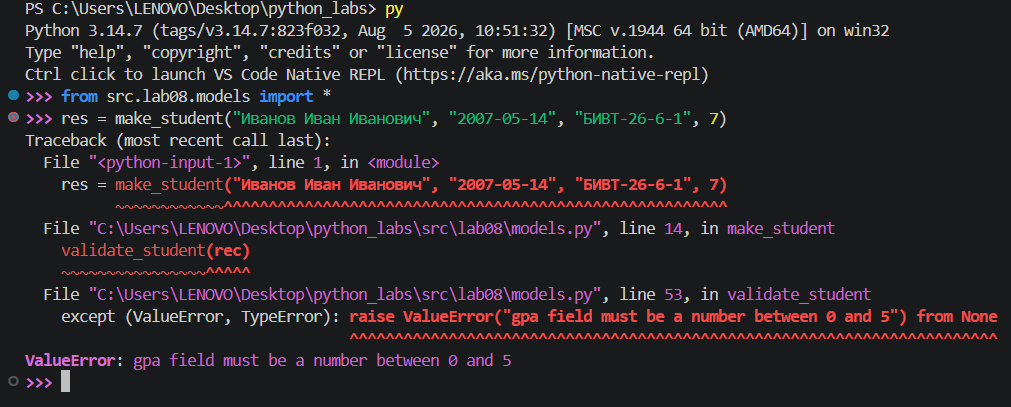 PS C:\Users\LENOVO\Desktop\python_labs> py
Python 3.14.7 (tags/v3.14.7:823f032, Aug  5 2026, 10:51:32) [MSC v.1944 64 bit (AMD64)] on win32
Type "help", "copyright", "credits" or "license" for more information.
Ctrl click to launch VS Code Native REPL (https://aka.ms/python-native-repl)
>>> from src.lab08.models import *
>>> res = make_student("Иванов Иван Иванович", "2007-05-14", "БИВТ-26-6-1", 7)
Traceback (most recent call last):
  File "<python-input-1>", line 1, in <module>
    res = make_student("Иванов Иван Иванович", "2007-05-14", "БИВТ-26-6-1", 7)
          ~~~~~~~~~~~~^^^^^^^^^^^^^^^^^^^^^^^^^^^^^^^^^^^^^^^^^^^^^^^^^^^^^^^^
  File "C:\Users\LENOVO\Desktop\python_labs\src\lab08\models.py", line 14, in make_student
    validate_student(rec)
    ~~~~~~~~~~~~~~~~^^^^^
  File "C:\Users\LENOVO\Desktop\python_labs\src\lab08\models.py", line 53, in validate_student
    except (ValueError, TypeError): raise ValueError("gpa field must be a number between 0 and 5") from None
                                    ^^^^^^^^^^^^^^^^^^^^^^^^^^^^^^^^^^^^^^^^^^^^^^^^^^^^^^^^^^^^^^^^^^^^^^^^
ValueError: gpa field must be a number between 0 and 5
>>>